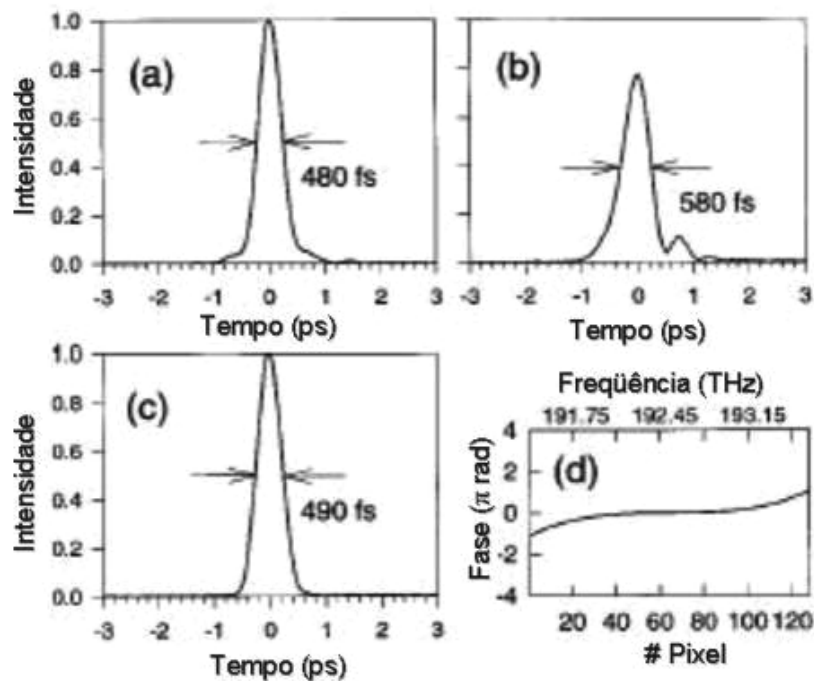 (a)
480 fs
Intensidade
1.0
0.8
0.6
0.4
0.2
0.0
-3 -2 -1 0 1 2 3
Tempo (ps)
(b)
580 fs
-3 -2 -1 0 1 2 3
Tempo (ps)
(c)
490 fs
Intensidade
1.0
0.8
0.6
0.4
0.2
0.0
-3 -2 -1 0 1 2 3
Tempo (ps)
Freqüência (THz)
191.75 192.45 193.15
(d)
Fase (π rad)
4
2
0
-2
-4
20 40 60 80 100 120
# Pixel